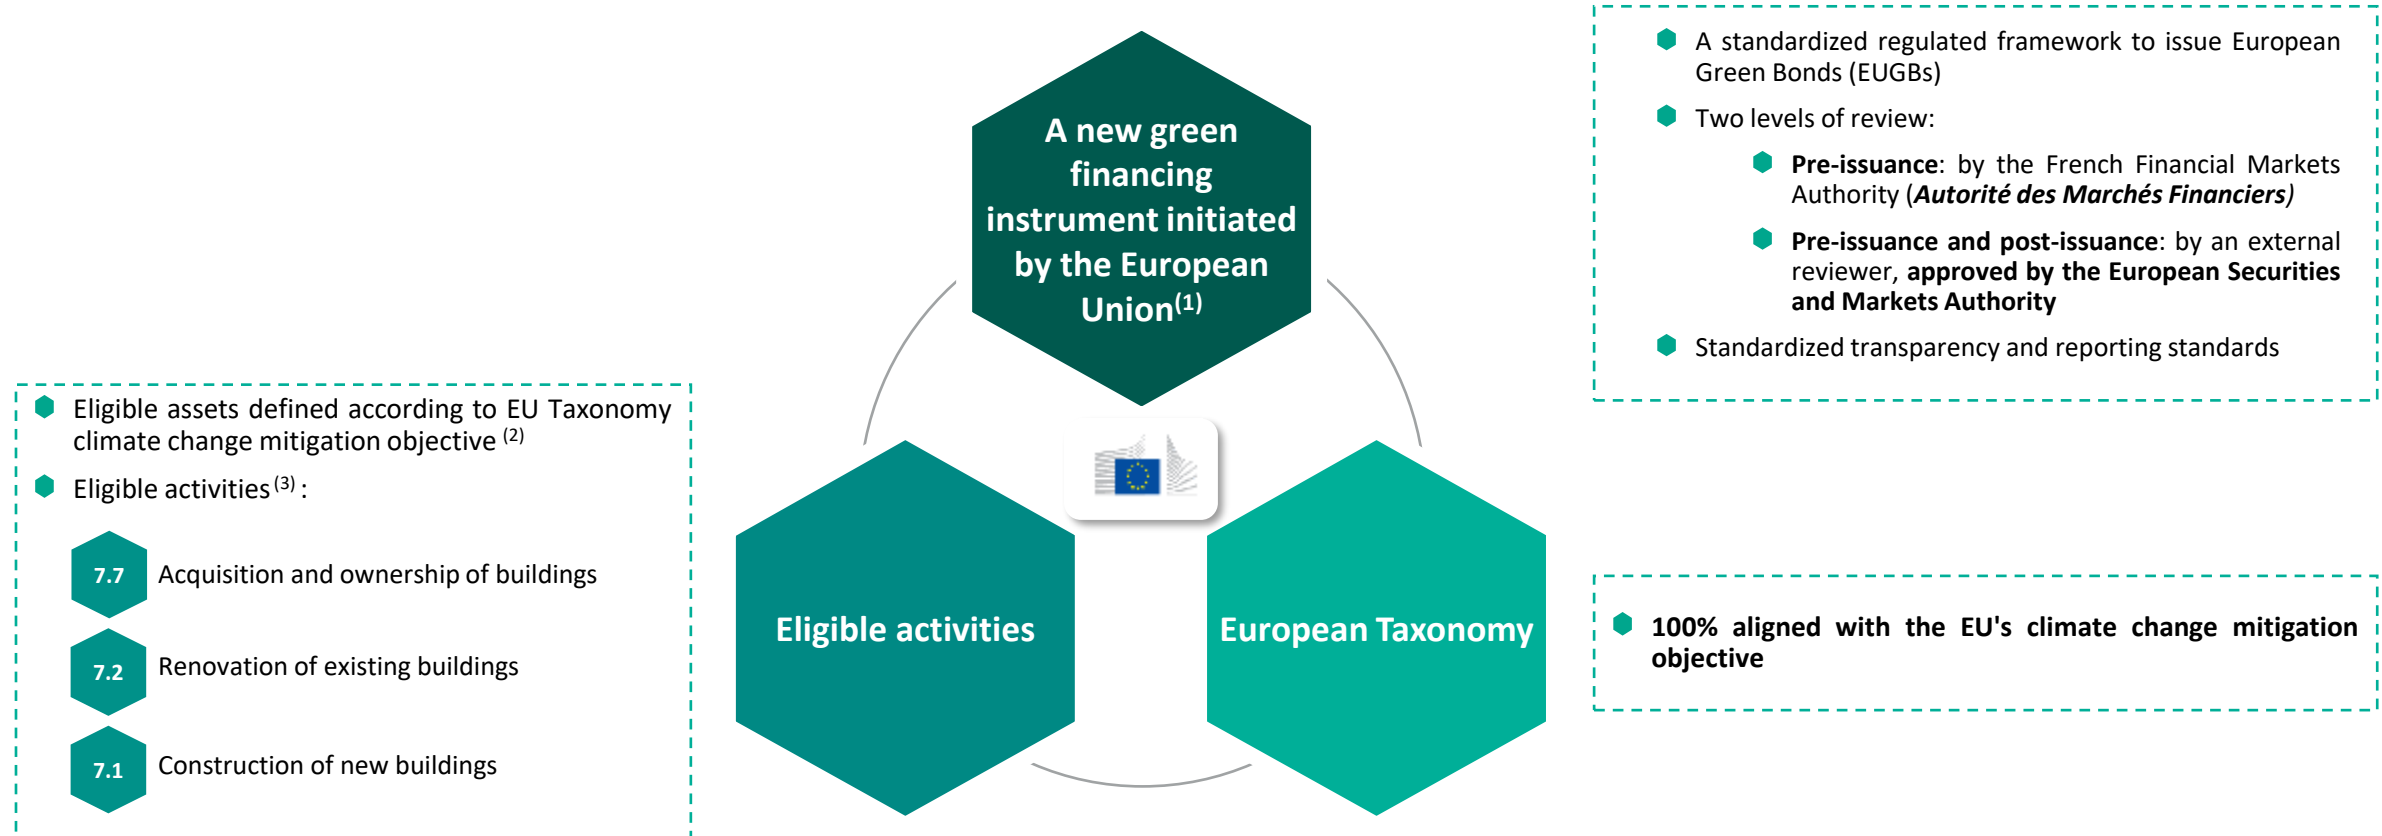 A new green
financing
instrument initiated
by the European
Union(1)
A standardized regulated framework to issue European
Green Bonds (EUGBs)
Two levels of review:
Pre-issuance: by the French Financial Markets
Authority (Autorité des Marchés Financiers)
Pre-issuance and post-issuance: by an external
reviewer, approved by the European Securities
and Markets Authority
Standardized transparency and reporting standards
Eligible assets defined according to EU Taxonomy
climate change mitigation objective (2)
Eligible activities (3) :
7.7 Acquisition and ownership of buildings
7.2 Renovation of existing buildings
7.1 Construction of new buildings
Eligible activities
European Taxonomy
100% aligned with the EU's climate change mitigation
objective